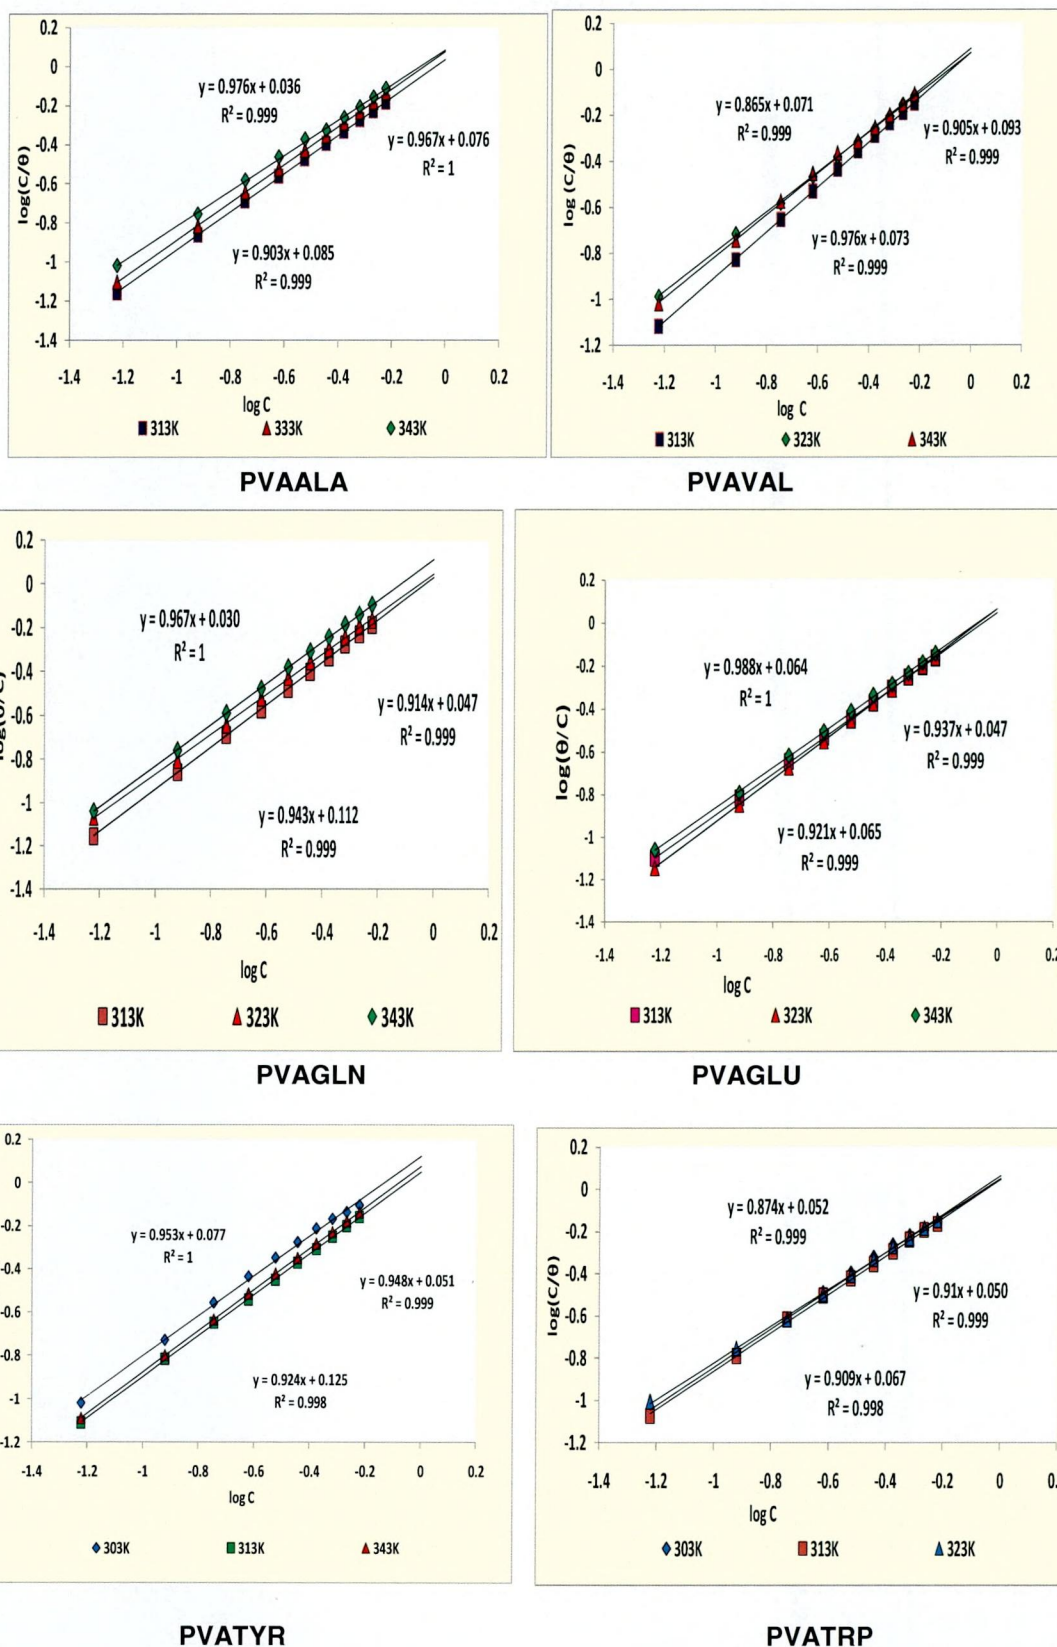 0.2
0
-0.2
-0.4
-0.6
-0.8
-1
-1.2
-1.4
log(C/θ)
y = 0.976x + 0.036
R² = 0.999
y = 0.967x + 0.076
R² = 1
y = 0.903x + 0.085
R² = 0.999
-1.4 -1.2 -1 -0.8 -0.6 -0.4 -0.2 0 0.2
log C
313K 333K 343K
PVAALA
0.2
0
-0.2
-0.4
-0.6
-0.8
-1
-1.2
log (C/θ)
y = 0.865x + 0.071
R² = 0.999
y = 0.905x + 0.093
R² = 0.999
y = 0.976x + 0.073
R² = 0.999
-1.4 -1.2 -1 -0.8 -0.6 -0.4 -0.2 0 0.2
log C
313K 323K 343K
PVAVAL
0.2
0
-0.2
-0.4
-0.6
-0.8
-1
-1.2
-1.4
y = 0.967x + 0.030
R² = 1
y = 0.914x + 0.047
R² = 0.999
y = 0.943x + 0.112
R² = 0.999
-1.4 -1.2 -1 -0.8 -0.6 -0.4 -0.2 0 0.2
log C
313K 323K 343K
PVAGLN
0.2
0
-0.2
-0.4
-0.6
-0.8
-1
-1.2
-1.4
log(θ/C)
y = 0.988x + 0.064
R² = 1
y = 0.937x + 0.047
R² = 0.999
y = 0.921x + 0.065
R² = 0.999
-1.4 -1.2 -1 -0.8 -0.6 -0.4 -0.2 0
log C
313K 323K 343K
PVAGLU
0.2
0
-0.2
-0.4
-0.6
-0.8
-1
-1.2
y = 0.953x + 0.077
R² = 1
y = 0.948x + 0.051
R² = 0.999
y = 0.924x + 0.125
R² = 0.998
-1.4 -1.2 -1 -0.8 -0.6 -0.4 -0.2 0 0.2
log C
303K 313K 343K
PVATYR
0.2
0
-0.2
-0.4
-0.6
-0.8
-1
-1.2
log(C/θ)
y = 0.874x + 0.052
R² = 0.999
y = 0.91x + 0.050
R² = 0.999
y = 0.909x + 0.067
R² = 0.998
-1.4 -1.2 -1 -0.8 -0.6 -0.4 -0.2 0
log C
303K 313K 323K
PVATRP